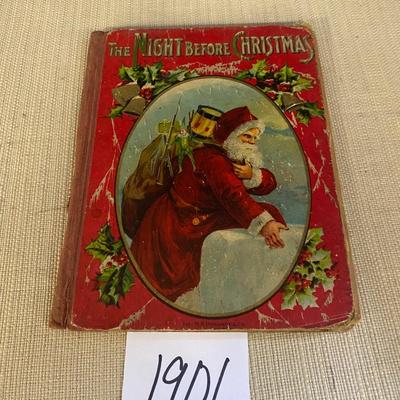 THE NIGHT BEFORE CHRISTMAS
1901